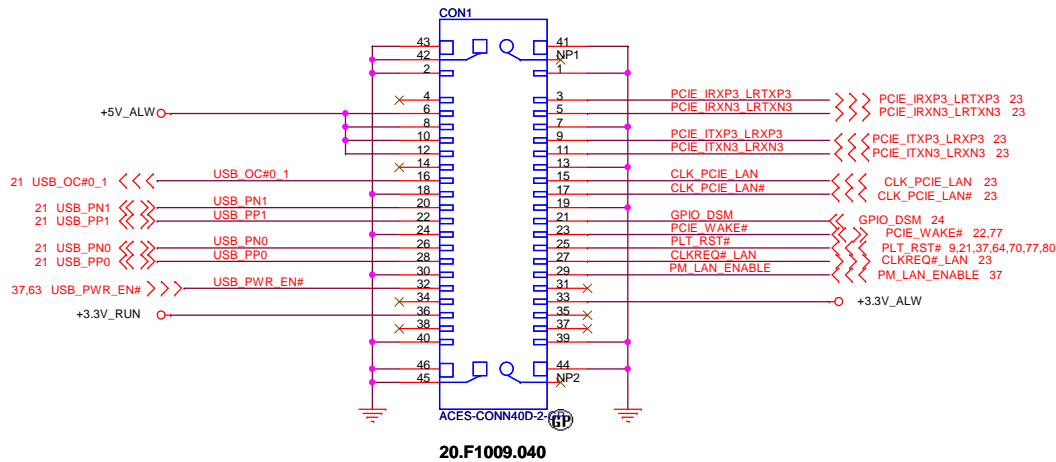 CON1
43 41
42 NP1
2 1
4 3 PCIE_IRXP3_LRTXP3 PCIE_IRXP3_LRTXP3 23
+5V_ALW 6 5 PCIE_IRXN3_LRTXN3 PCIE_IRXN3_LRTXN3 23
8 7
10 9 PCIE_ITXP3_LRXP3 PCIE_ITXP3_LRXP3 23
12 11 PCIE_ITXN3_LRXN3 PCIE_ITXN3_LRXN3 23
14 13
21 USB_OC#0_1 USB_OC#0_1 16 15 CLK_PCIE_LAN CLK_PCIE_LAN 23
18 17 CLK_PCIE_LAN# CLK_PCIE_LAN# 23
21 USB_PN1 USB_PN1 20 19
21 USB_PP1 USB_PP1 22 21 GPIO_DSM GPIO_DSM 24
24 23 PCIE_WAKE# PCIE_WAKE# 22,77
21 USB_PN0 USB_PN0 26 25 PLT_RST# PLT_RST# 9,21,37,64,70,77,80
21 USB_PP0 USB_PP0 28 27 CLKREQ#_LAN CLKREQ#_LAN 23
30 29 PM_LAN_ENABLE PM_LAN_ENABLE 37
37,63 USB_PWR_EN# USB_PWR_EN# 32 31
34 33 +3.3V_ALW
+3.3V_RUN 36 35
38 37
40 39
46 44
45 NP2
ACES-CONN40D-2-GP
GP
20.F1009.040